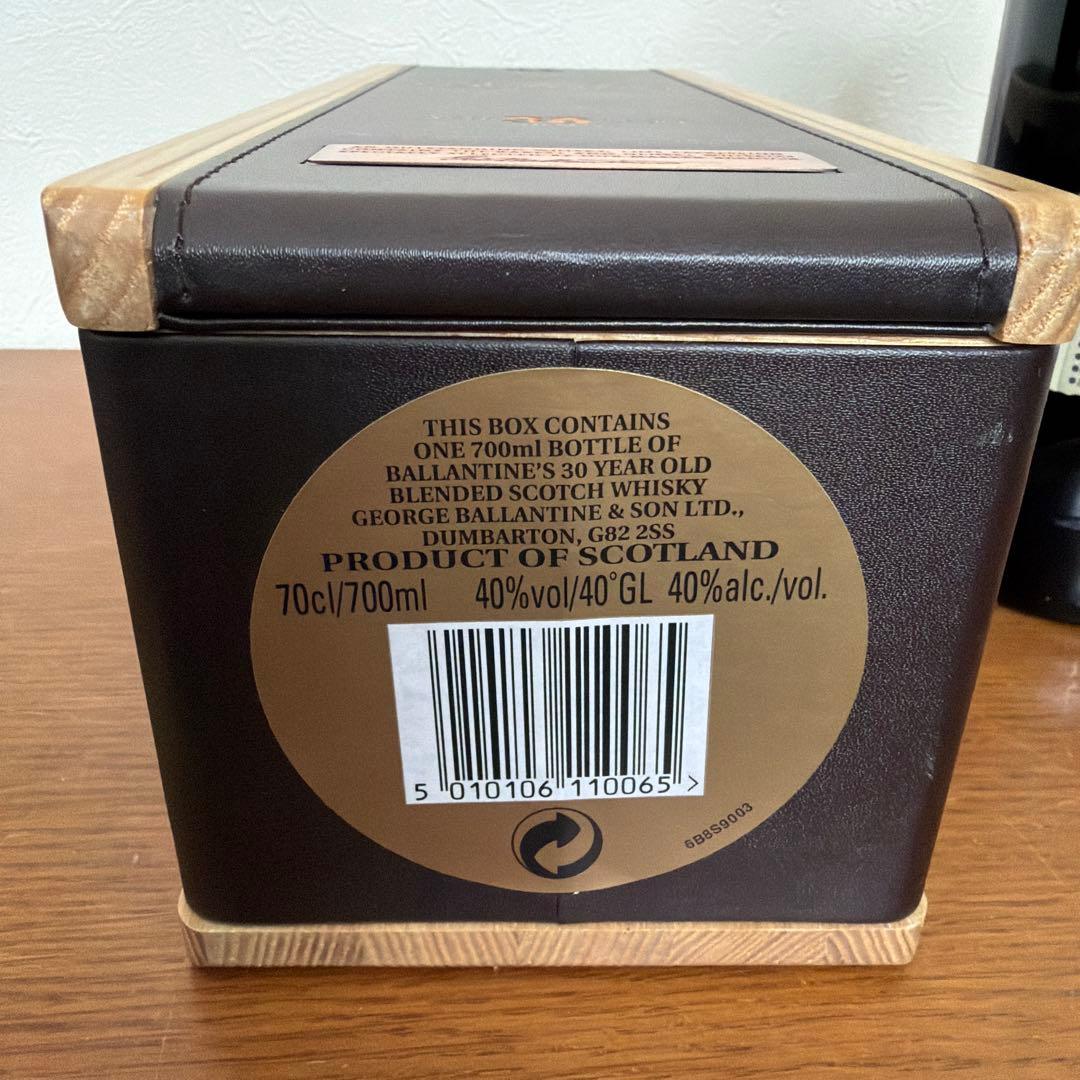 30
THIS BOX CONTAINS
ONE 700ml BOTTLE OF
BALLANTINE'S 30 YEAR OLD
BLENDED SCOTCH WHISKY
GEORGE BALLANTINE & SON LTD.,
DUMBARTON, G82 2SS
PRODUCT OF SCOTLAND
70cl/700ml 40%vol/40°GL 40%alc./vol.
5 010106 110065 >
6B8S9003